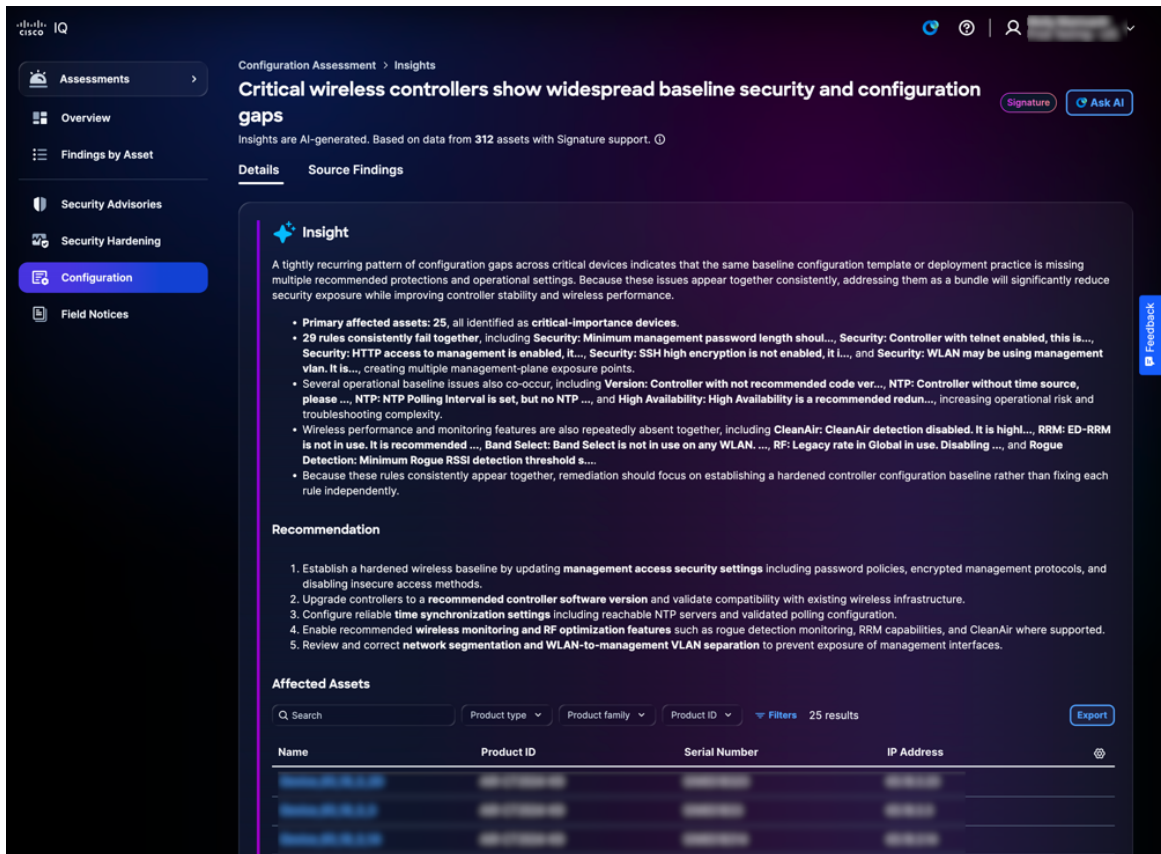 cisco IQ
Assessments
Overview
Findings by Asset
Security Advisories
Security Hardening
Configuration
Field Notices
Configuration Assessment > Insights
Critical wireless controllers show widespread baseline security and configuration
gaps
Signature
Ask AI
Insights are AI-generated. Based on data from 312 assets with Signature support.
Details Source Findings
Insight
A tightly recurring pattern of configuration gaps across critical devices indicates that the same baseline configuration template or deployment practice is missing
multiple recommended protections and operational settings. Because these issues appear together consistently, addressing them as a bundle will significantly reduce
security exposure while improving controller stability and wireless performance.
• Primary affected assets: 25, all identified as critical-importance devices.
• 29 rules consistently fail together, including Security: Minimum management password length shoul..., Security: Controller with telnet enabled, this is...,
Security: HTTP access to management is enabled, it..., Security: SSH high encryption is not enabled, it i..., and Security: WLAN may be using management
vlan. It is..., creating multiple management-plane exposure points.
• Several operational baseline issues also co-occur, including Version: Controller with not recommended code ver..., NTP: Controller without time source,
please ..., NTP: NTP Polling Interval is set, but no NTP ..., and High Availability: High Availability is a recommended redun..., increasing operational risk and
troubleshooting complexity.
• Wireless performance and monitoring features are also repeatedly absent together, including CleanAir: CleanAir detection disabled. It is highl..., RRM: ED-RRM
is not in use. It is recommended ..., Band Select: Band Select is not in use on any WLAN. ..., RF: Legacy rate in Global in use. Disabling ..., and Rogue
Detection: Minimum Rogue RSSI detection threshold s....
• Because these rules consistently appear together, remediation should focus on establishing a hardened controller configuration baseline rather than fixing each
rule independently.
Recommendation
1. Establish a hardened wireless baseline by updating management access security settings including password policies, encrypted management protocols, and
disabling insecure access methods.
2. Upgrade controllers to a recommended controller software version and validate compatibility with existing wireless infrastructure.
3. Configure reliable time synchronization settings including reachable NTP servers and validated polling configuration.
4. Enable recommended wireless monitoring and RF optimization features such as rogue detection monitoring, RRM capabilities, and CleanAir where supported.
5. Review and correct network segmentation and WLAN-to-management VLAN separation to prevent exposure of management interfaces.
Affected Assets
Search Product type Product family Product ID Filters 25 results Export
Name Product ID Serial Number IP Address
Feedback